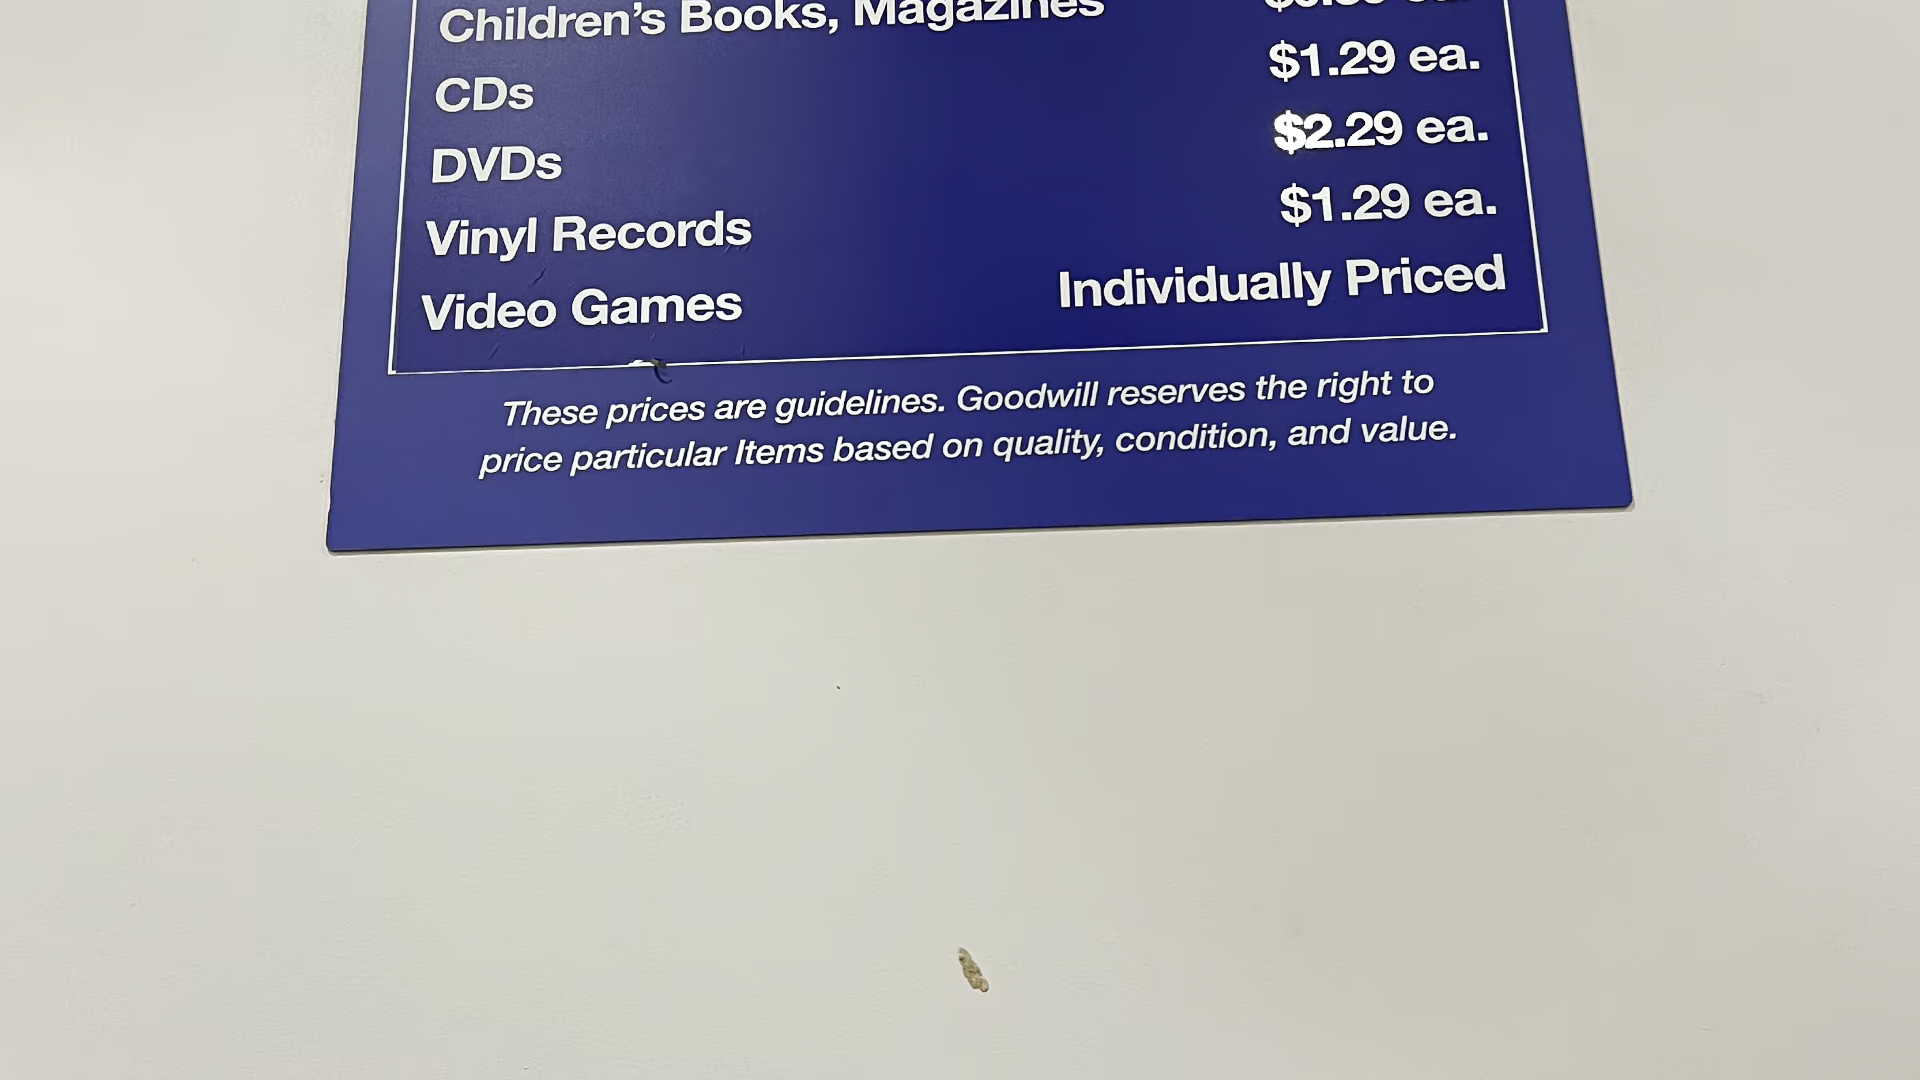 Children's Books, Magazines
CDs $1.29 ea.
DVDs $2.29 ea.
Vinyl Records $1.29 ea.
Video Games Individually Priced
These prices are guidelines. Goodwill reserves the right to
price particular Items based on quality, condition, and value.